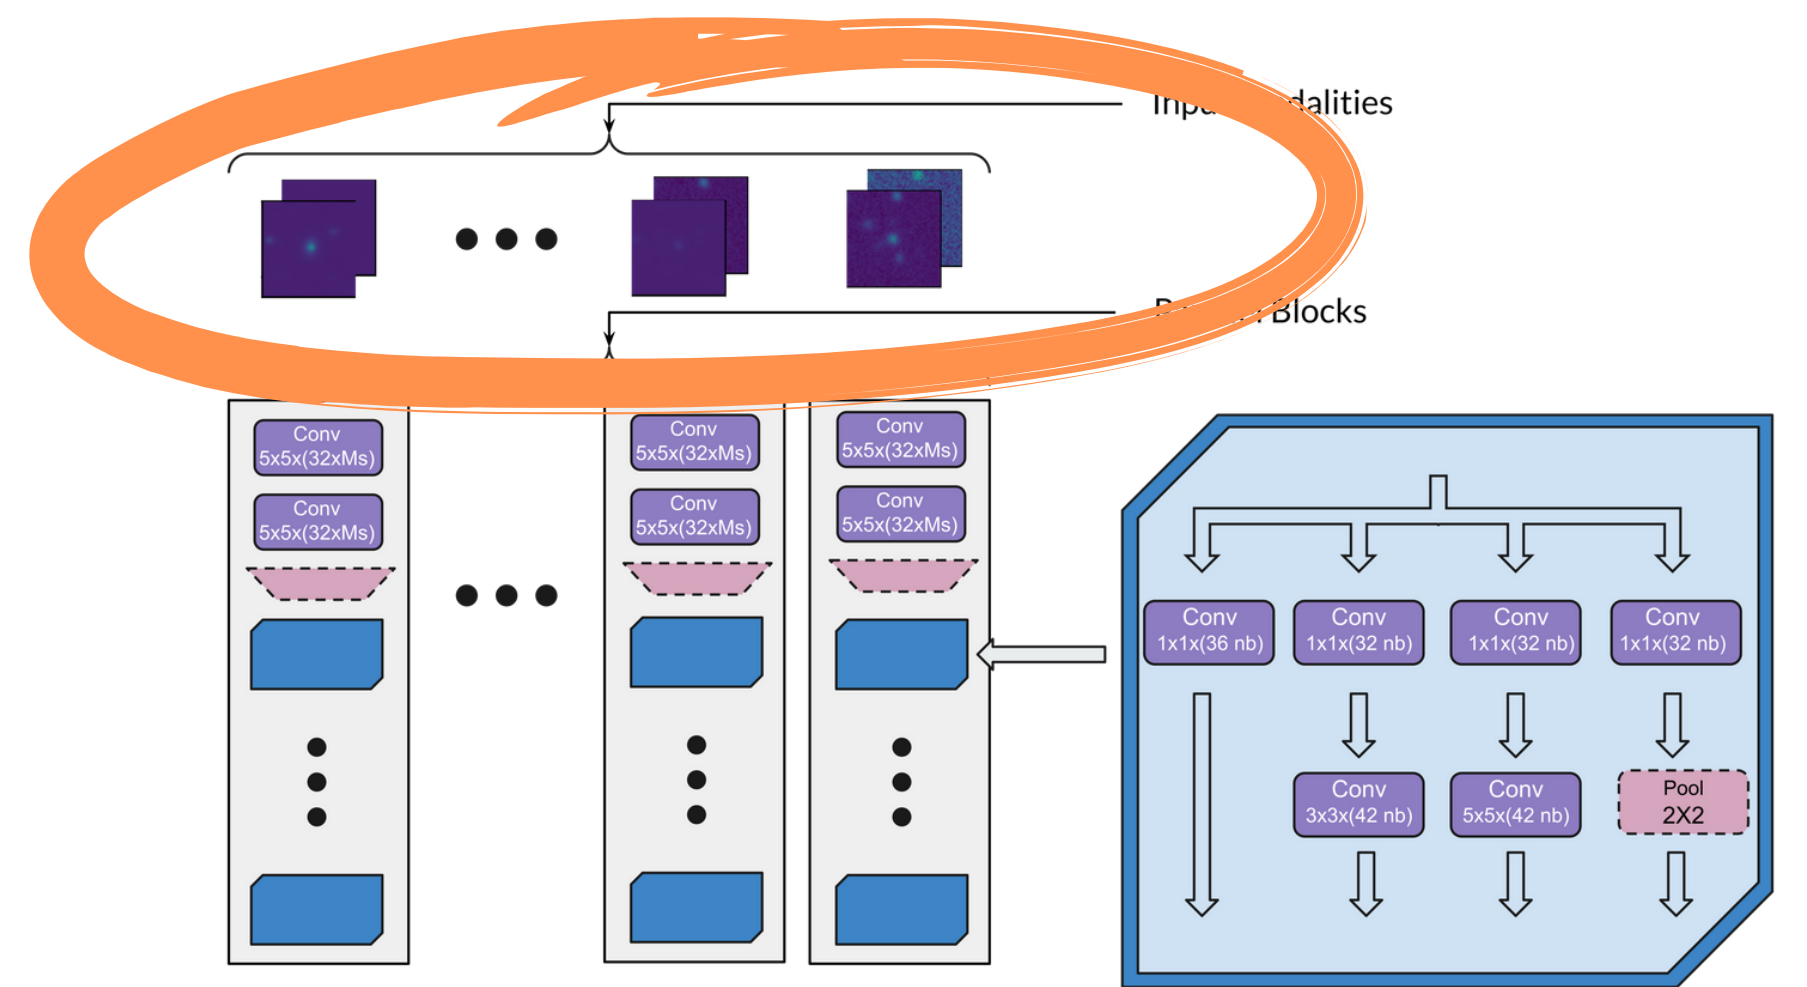 Blocks
Conv
5x5x(32xMs)
Conv
5x5x(32xMs)
Conv
5x5x(32xMs)
Conv
5x5x(32xMs)
Conv
5x5x(32xMs)
Conv
5x5x(32xMs)
Conv
1x1x(36 nb)
Conv
1x1x(32 nb)
Conv
1x1x(32 nb)
Conv
1x1x(32 nb)
Conv
3x3x(42 nb)
Conv
5x5x(42 nb)
Pool
2X2